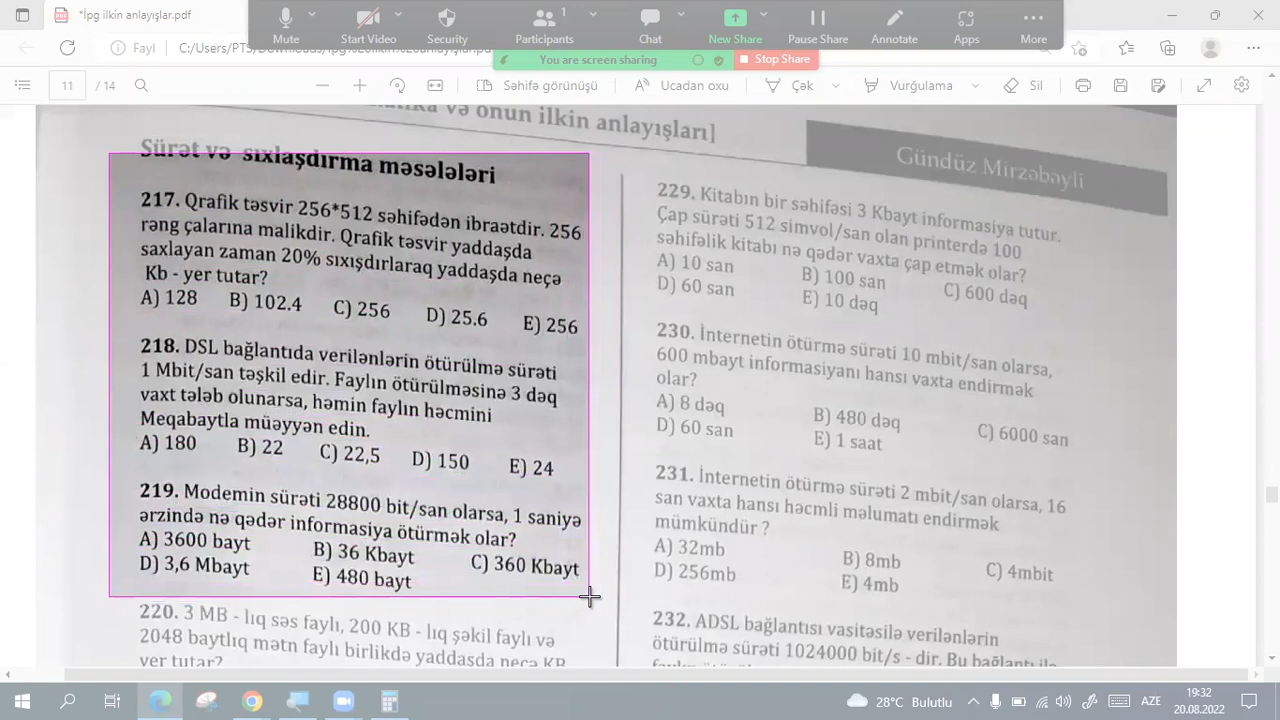 *İpg ilkin anlayışlar.pdf
Mute
Start Video
Security
Participants
1
Chat
New Share
Pause Share
Annotate
Apps
More
You are screen sharing
Stop Share
Fayl
11 / 14
Səhifə görünüşü
Ucadan oxu
Çək
Vurğulama
Sil
və onun ilkin anlayışları]
Gündüz Mirzəbəyli
Sürət və sıxlaşdırma məsələləri
217. Qrafik təsvir 256*512 səhifədən ibraətdir. 256
rəng çalarına malikdir. Qrafik təsvir yaddaşda
saxlayan zaman 20% sıxışdırlaraq yaddaşda neçə
Kb - yer tutar?
A) 128 B) 102.4 C) 256 D) 25.6 E) 256
218. DSL bağlantıda verilənlərin ötürülmə sürəti
1 Mbit/san təşkil edir. Faylın ötürülməsinə 3 dəq
vaxt tələb olunarsa, həmin faylın həcmini
Meqabaytla müəyyən edin.
A) 180 B) 22 C) 22,5 D) 150 E) 24
219. Modemin sürəti 28800 bit/san olarsa, 1 saniyə
ərzində nə qədər informasiya ötürmək olar?
A) 3600 bayt B) 36 Kbayt C) 360 Kbayt
D) 3,6 Mbayt E) 480 bayt
220. 3 MB - lıq səs faylı, 200 KB - lıq şəkil faylı və
2048 baytlıq mətn faylı birlikdə yaddaşda neçə KB
yer tutar?
229. Kitabın bir səhifəsi 3 Kbayt informasiya tutur.
Çap sürəti 512 simvol/san olan printerdə 100
səhifəlik kitabı nə qədər vaxta çap etmək olar?
A) 10 san B) 100 san C) 600 dəq
D) 60 san E) 10 dəq
230. İnternetin ötürmə sürəti 10 mbit/san olarsa,
600 mbayt informasiyanı hansı vaxta endirmək
olar?
A) 8 dəq B) 480 dəq C) 6000 san
D) 60 san E) 1 saat
231. İnternetin ötürmə sürəti 2 mbit/san olarsa, 16
san vaxta hansı həcmli məlumatı endirmək
mümkündür ?
A) 32mb B) 8mb C) 4mbit
D) 256mb E) 4mb
232. ADSL bağlantısı vasitəsilə verilənlərin
ötürülmə sürəti 1024000 bit/s - dir. Bu bağlantı ilə
28°C Bulutlu
AZE
19:32
20.08.2022